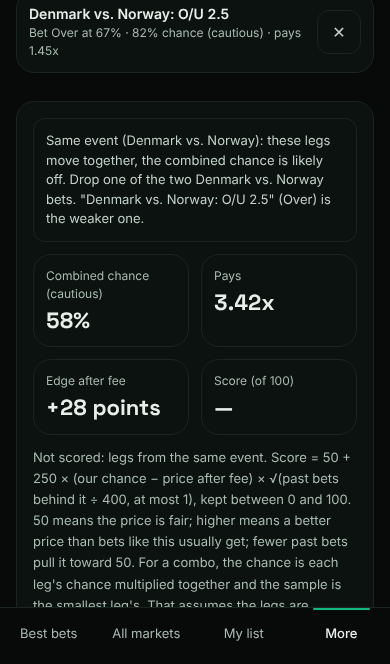 Denmark vs. Norway: O/U 2.5
Bet Over at 67% · 82% chance (cautious) · pays
1.45x
✕
Same event (Denmark vs. Norway): these legs
move together, the combined chance is likely
off. Drop one of the two Denmark vs. Norway
bets. "Denmark vs. Norway: O/U 2.5" (Over) is
the weaker one.
Combined chance
(cautious)
58%
Pays
3.42x
Edge after fee
+28 points
Score (of 100)
—
Not scored: legs from the same event. Score = 50 +
250 × (our chance − price after fee) × √(past bets
behind it ÷ 400, at most 1), kept between 0 and 100.
50 means the price is fair; higher means a better
price than bets like this usually get; fewer past bets
pull it toward 50. For a combo, the chance is each
leg's chance multiplied together and the sample is
the smallest leg's. That assumes the legs are
Best bets
All markets
My list
More